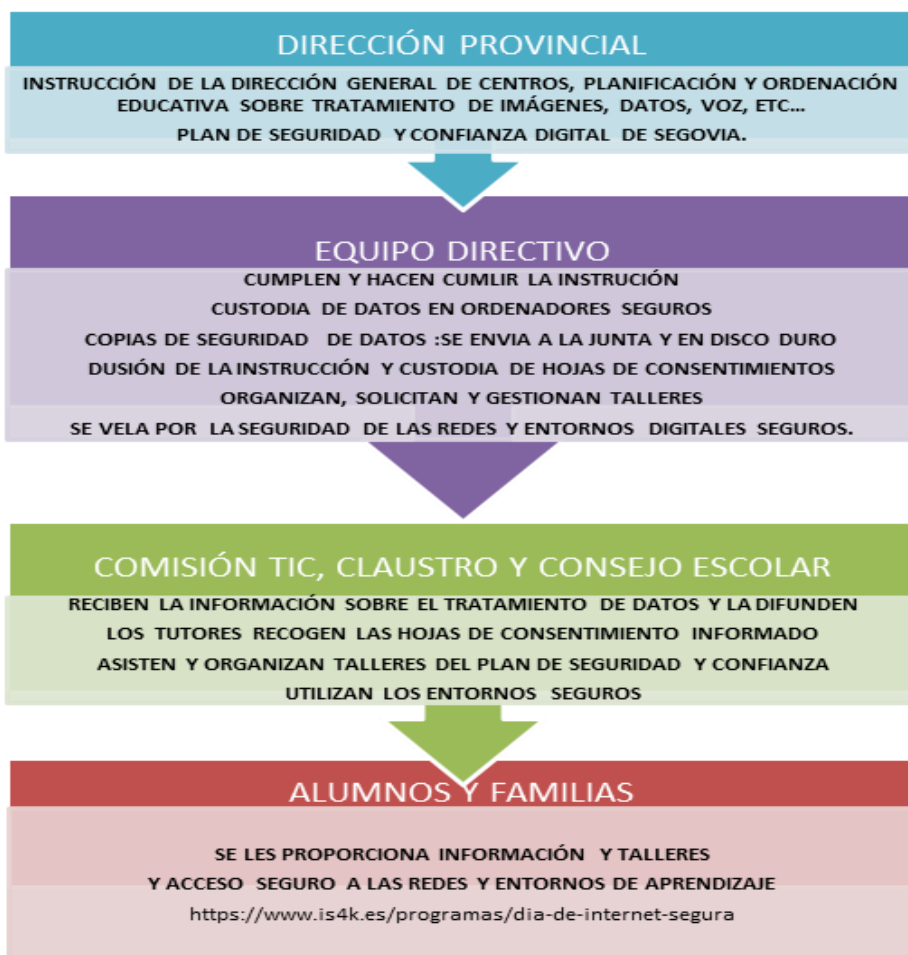 DIRECCIÓN PROVINCIAL
INSTRUCCIÓN DE LA DIRECCIÓN GENERAL DE CENTROS, PLANIFICACIÓN Y ORDENACIÓN
EDUCATIVA SOBRE TRATAMIENTO DE IMÁGENES, DATOS, VOZ, ETC...
PLAN DE SEGURIDAD Y CONFIANZA DIGITAL DE SEGOVIA.
EQUIPO DIRECTIVO
CUMPLEN Y HACEN CUMLIR LA INSTRUCIÓN
CUSTODIA DE DATOS EN ORDENADORES SEGUROS
COPIAS DE SEGURIDAD DE DATOS :SE ENVIA A LA JUNTA Y EN DISCO DURO
DUSIÓN DE LA INSTRUCCIÓN Y CUSTODIA DE HOJAS DE CONSENTIMIENTOS
ORGANIZAN, SOLICITAN Y GESTIONAN TALLERES
SE VELA POR LA SEGURIDAD DE LAS REDES Y ENTORNOS DIGITALES SEGUROS.
COMISIÓN TIC, CLAUSTRO Y CONSEJO ESCOLAR
RECIBEN LA INFORMACIÓN SOBRE EL TRATAMIENTO DE DATOS Y LA DIFUNDEN
LOS TUTORES RECOGEN LAS HOJAS DE CONSENTIMIENTO INFORMADO
ASISTEN Y ORGANIZAN TALLERES DEL PLAN DE SEGURIDAD Y CONFIANZA
UTILIZAN LOS ENTORNOS SEGUROS
ALUMNOS Y FAMILIAS
SE LES PROPORCIONA INFORMACIÓN Y TALLERES
Y ACCESO SEGURO A LAS REDES Y ENTORNOS DE APRENDIZAJE
https://www.is4k.es/programas/dia-de-internet-segura